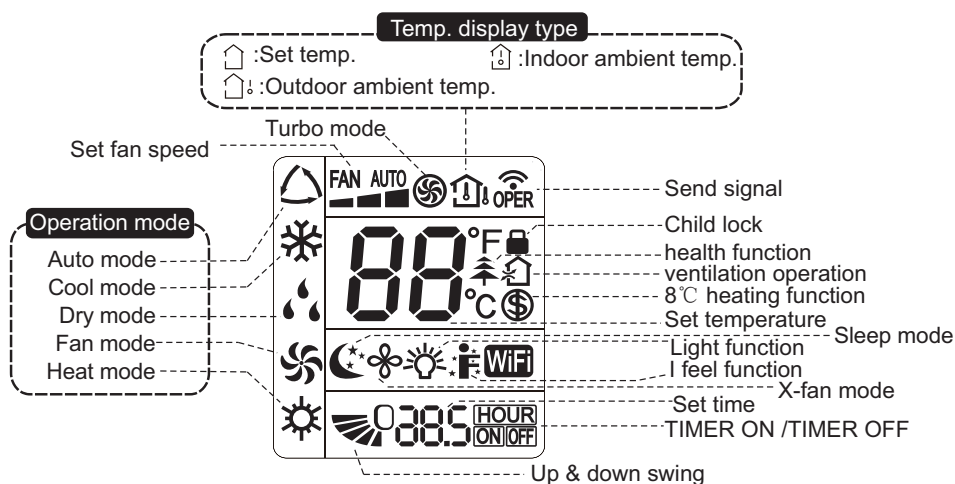 Temp. display type
:Set temp.
:Indoor ambient temp.
:Outdoor ambient temp.
Turbo mode
Set fan speed
Operation mode
Auto mode
Cool mode
Dry mode
Fan mode
Heat mode
FAN AUTO
OPER
88
°F
°C
WiFi
88.5
HOUR
ON OFF
Send signal
Child lock
health function
ventilation operation
8℃ heating function
Set temperature
Sleep mode
Light function
I feel function
X-fan mode
Set time
TIMER ON /TIMER OFF
Up & down swing